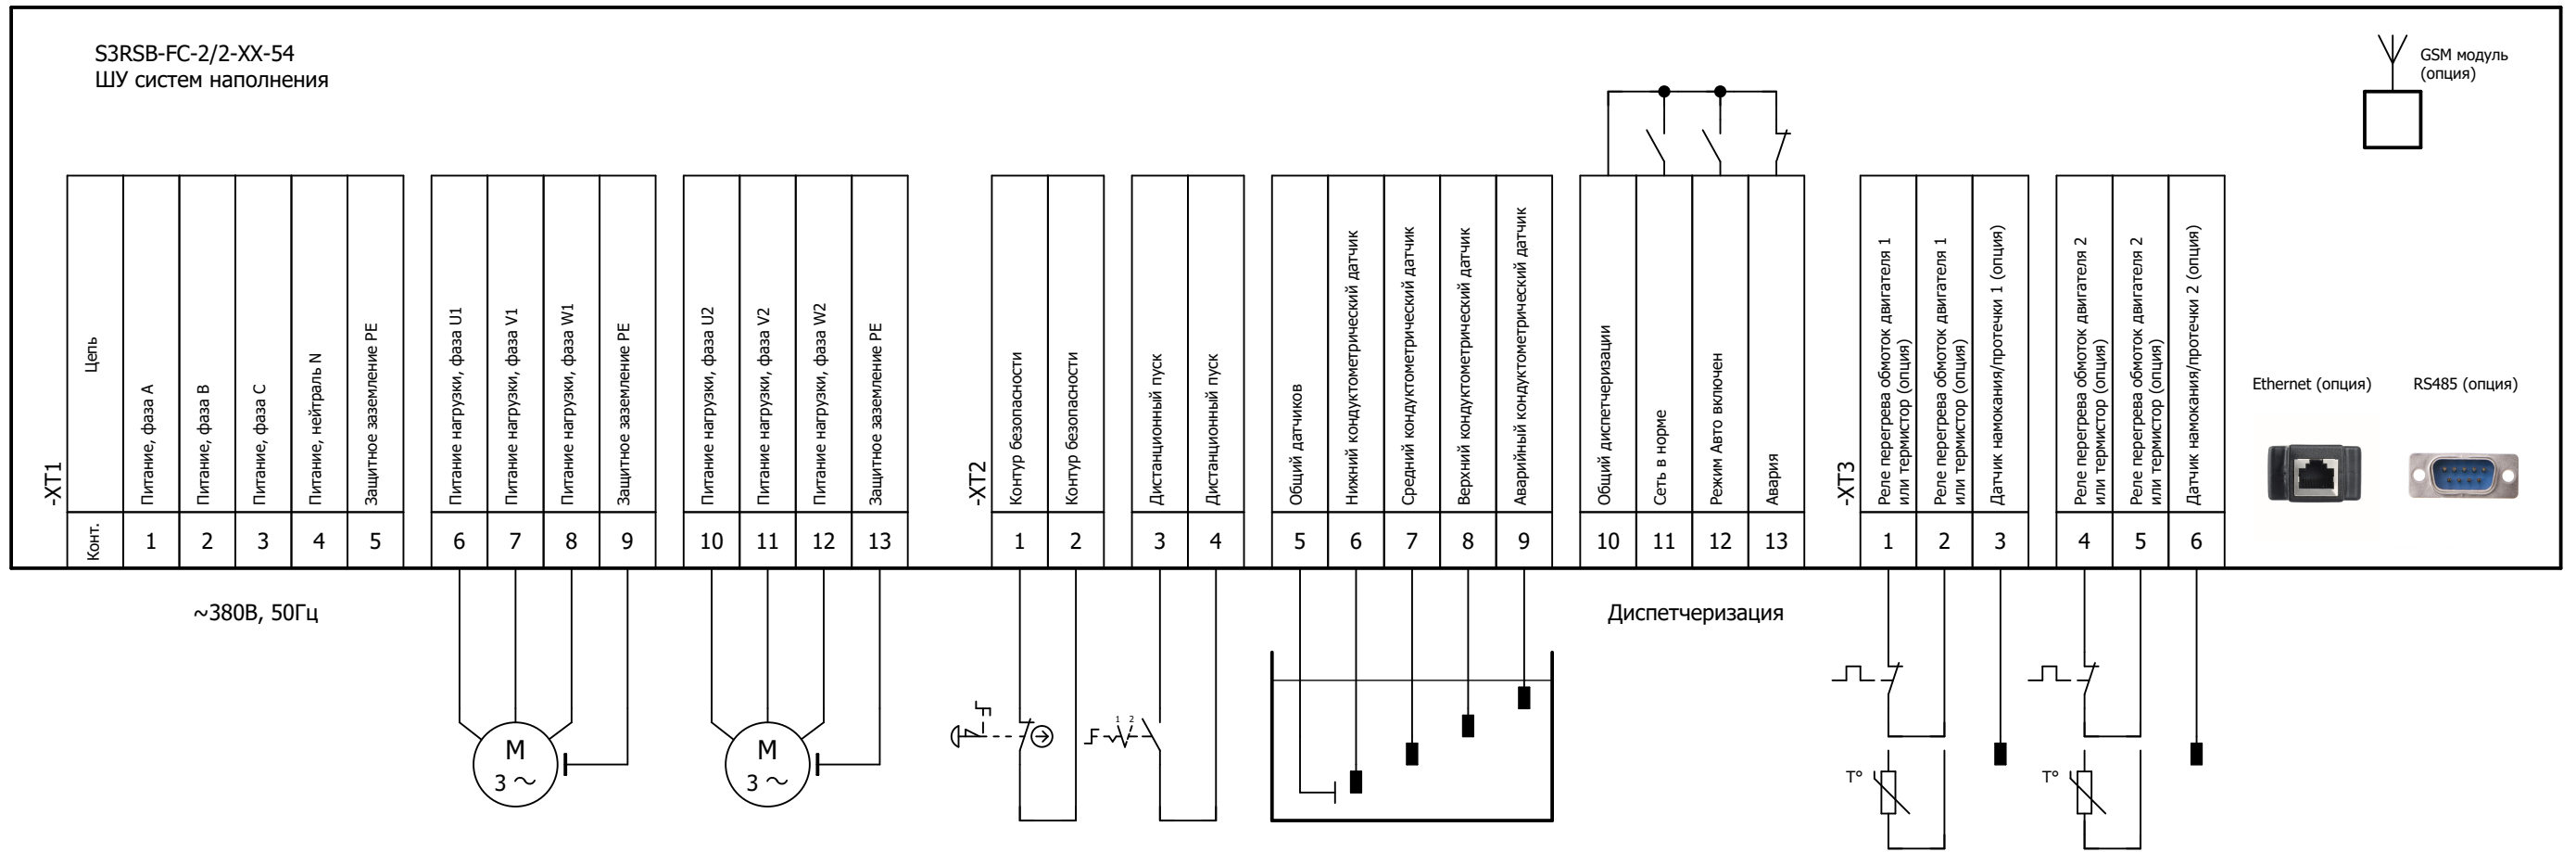 S3RSB-FC-2/2-XX-54
ШУ систем наполнения
GSM модуль
(опция)
-XT1
Цепь
Питание, фаза A
Питание, фаза B
Питание, фаза C
Питание, нейтраль N
Защитное заземление PE
Питание нагрузки, фаза U1
Питание нагрузки, фаза V1
Питание нагрузки, фаза W1
Защитное заземление PE
Питание нагрузки, фаза U2
Питание нагрузки, фаза V2
Питание нагрузки, фаза W2
Защитное заземление PE
Конт.
1
2
3
4
5
6
7
8
9
10
11
12
13
-XT2
Контур безопасности
Контур безопасности
Дистанционный пуск
Дистанционный пуск
Общий датчиков
Нижний кондуктометрический датчик
Средний кондуктометрический датчик
Верхний кондуктометрический датчик
Аварийный кондуктометрический датчик
Общий диспетчеризации
Сеть в норме
Режим Авто включен
Авария
1
2
3
4
5
6
7
8
9
10
11
12
13
-XT3
Реле перегрева обмоток двигателя 1
или термистор (опция)
Реле перегрева обмоток двигателя 1
или термистор (опция)
Датчик намокания/протечки 1 (опция)
Реле перегрева обмоток двигателя 2
или термистор (опция)
Реле перегрева обмоток двигателя 2
или термистор (опция)
Датчик намокания/протечки 2 (опция)
1
2
3
4
5
6
Ethernet (опция)
RS485 (опция)
~380В, 50Гц
Диспетчеризация
M
3 ~
M
3 ~
1 2
T°
T°